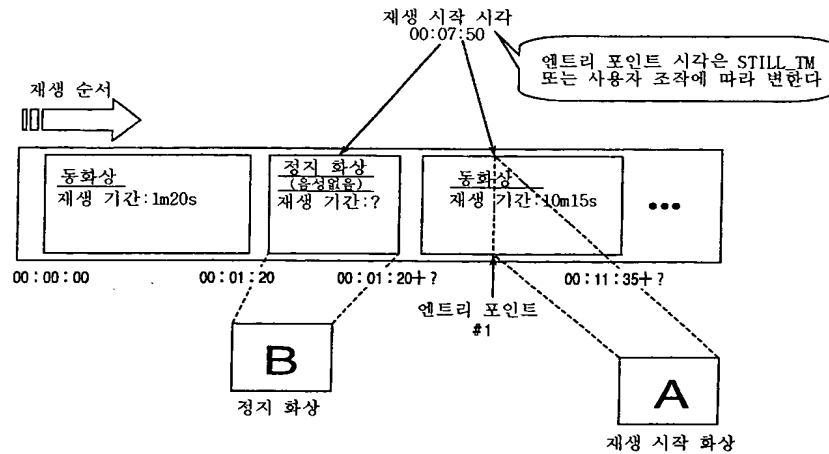 재생 시작 시각
00:07:50
엔트리 포인트 시각은 STILL_TM
또는 사용자 조작에 따라 변한다
재생 순서
동화상
재생 기간:1m20s
정지 화상
(음성없음)
재생 기간:?
동화상
재생 기간:10m15s
•••
00:00:00
00:01:20
00:01:20+?
00:11:35+?
엔트리 포인트
#1
B
정지 화상
A
재생 시작 화상